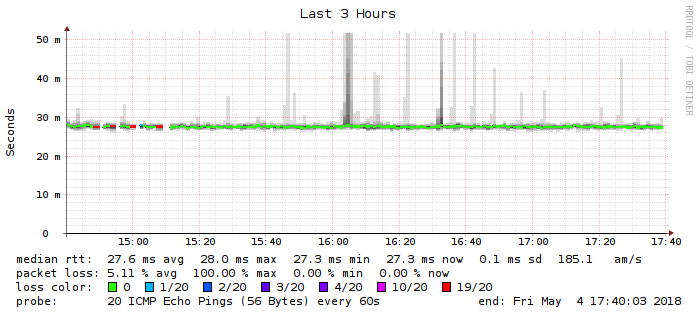 Last 3 Hours
RRDTOOL / TOBI OETIKER
Seconds
50 m
40 m
30 m
20 m
10 m
0
15:00 15:20 15:40 16:00 16:20 16:40 17:00 17:20 17:40
median rtt: 27.6 ms avg 28.0 ms max 27.3 ms min 27.3 ms now 0.1 ms sd 185.1 am/s
packet loss: 5.11 % avg 100.00 % max 0.00 % min 0.00 % now
loss color: 0 1/20 2/20 3/20 4/20 10/20 19/20
probe: 20 ICMP Echo Pings (56 Bytes) every 60s end: Fri May 4 17:40:03 2018